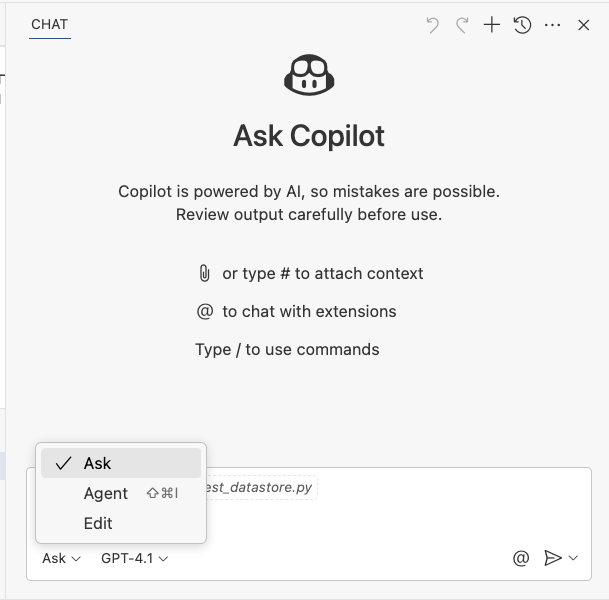 CHAT
Ask Copilot
Copilot is powered by AI, so mistakes are possible.
Review output carefully before use.
or type # to attach context
@ to chat with extensions
Type / to use commands
Ask
Agent ⇧⌘I
Edit
est_datastore.py
Ask GPT-4.1 @